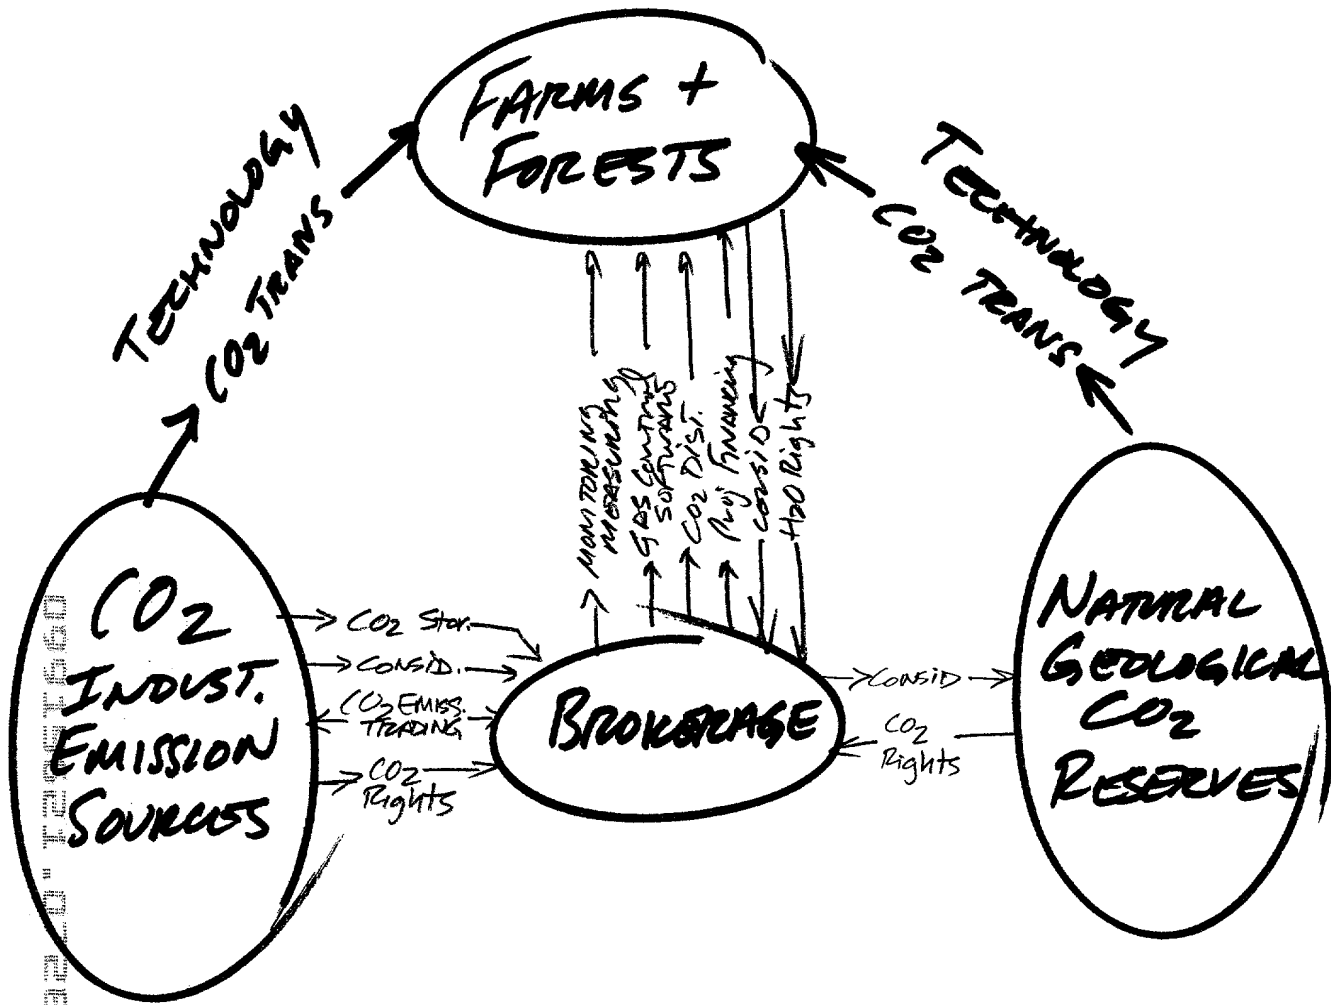 FARMS +
FORESTS
TECHNOLOGY
CO2 TRANS
TECHNOLOGY
CO2 TRANS
MONITORING
MEASURING
GAS CONTROL
SOFTWARE
CO2 DIST.
Proj FINANCING
CONSID
H2O Rights
CO2
INDUST.
EMISSION
SOURCES
CO2 Stor.
CONSID.
CO2 EMISS.
TRADING
CO2
Rights
BROKERAGE
CONSID
CO2
Rights
NATURAL
GEOLOGICAL
CO2
RESERVES